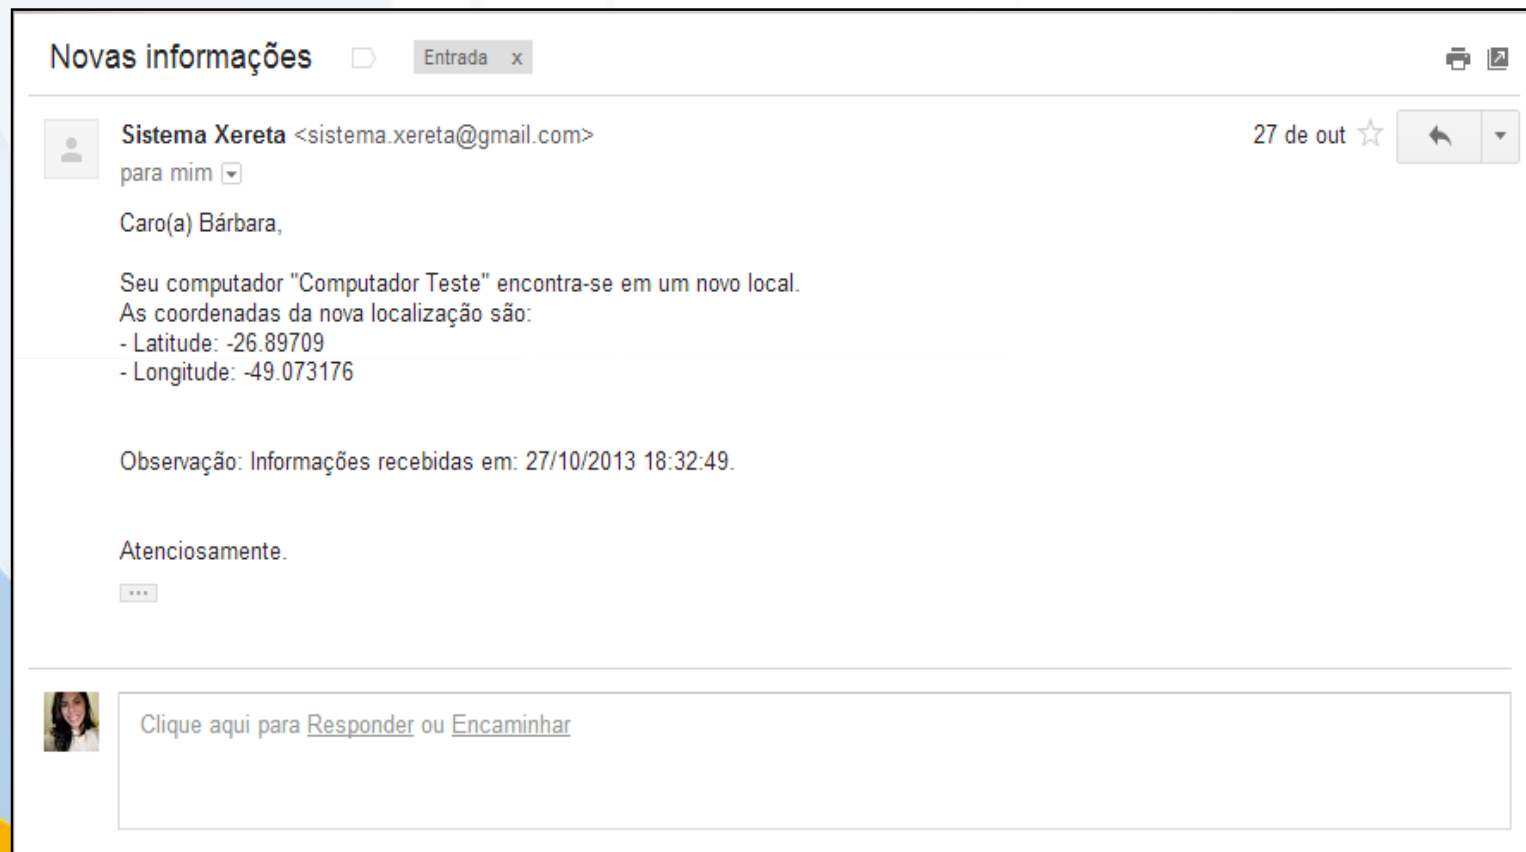 Novas informações Entrada x
Sistema Xereta <sistema.xereta@gmail.com> 27 de out
para mim
Caro(a) Bárbara,
Seu computador "Computador Teste" encontra-se em um novo local.
As coordenadas da nova localização são:
- Latitude: -26.89709
- Longitude: -49.073176
Observação: Informações recebidas em: 27/10/2013 18:32:49.
Atenciosamente.
Clique aqui para Responder ou Encaminhar